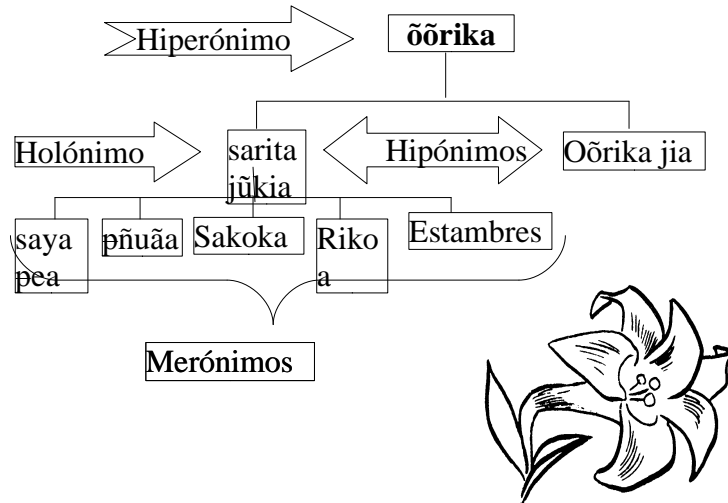 Hiperónimo
õõrika
Holónimo
sarita
jũkia
Hipónimos
Oõrika jia
saya
pea
pñuãa
Sakoka
Riko
a
Estambres
Merónimos